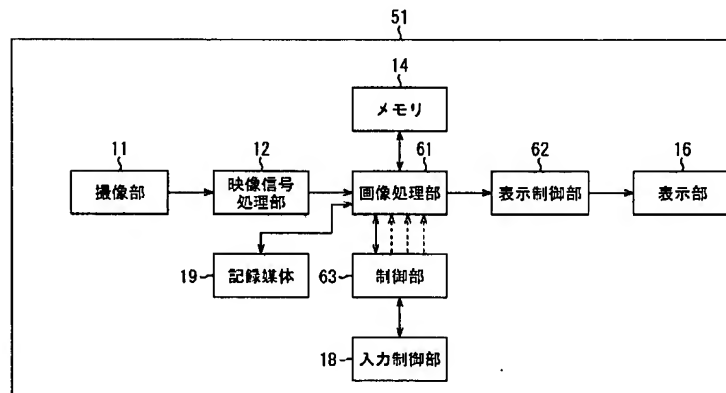 51
14
メモリ
11
12
61
62
16
撮像部
映像信号
処理部
画像処理部
表示制御部
表示部
19
記録媒体
63
制御部
18
入力制御部